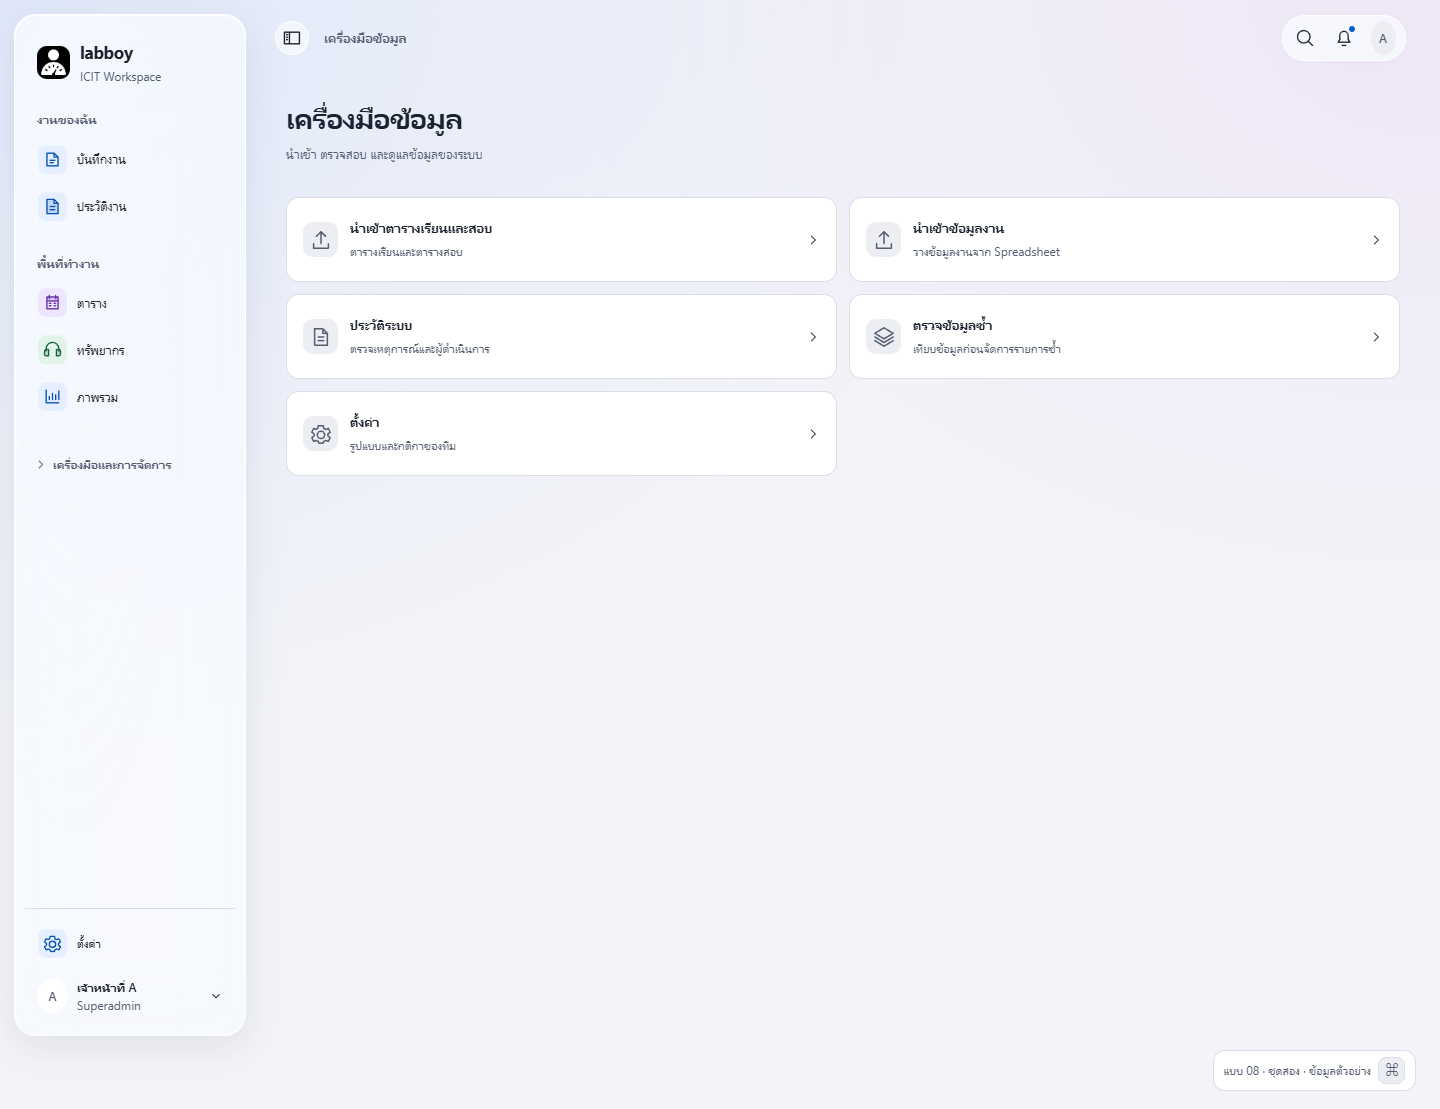 labboy
ICIT Workspace
งานของฉัน
บันทึกงาน
ประวัติงาน
พื้นที่ทำงาน
ตาราง
ทรัพยากร
ภาพรวม
เครื่องมือและการจัดการ
ตั้งค่า
A
เจ้าหน้าที่ A
Superadmin
เครื่องมือข้อมูล
A
เครื่องมือข้อมูล
นำเข้า ตรวจสอบ และดูแลข้อมูลของระบบ
นำเข้าตารางเรียนและสอบ
ตารางเรียนและตารางสอบ
นำเข้าข้อมูลงาน
วางข้อมูลงานจาก Spreadsheet
ประวัติระบบ
ตรวจเหตุการณ์และผู้ดำเนินการ
ตรวจข้อมูลซ้ำ
เทียบข้อมูลก่อนจัดการรายการซ้ำ
ตั้งค่า
รูปแบบและกติกาของทีม
แบบ 08 · ชุดสอง · ข้อมูลตัวอย่าง ⌘